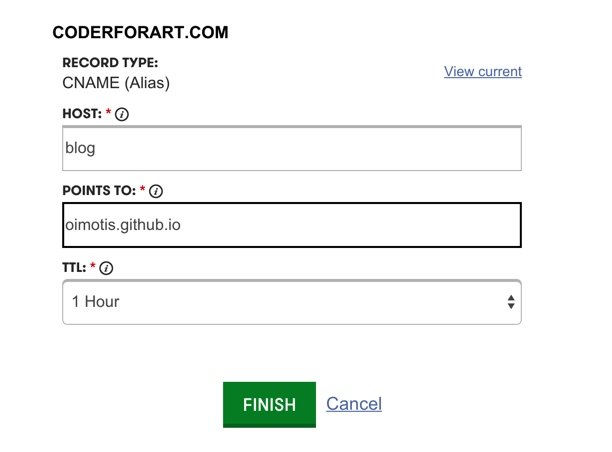 CODERFORART.COM
RECORD TYPE:
CNAME (Alias)
View current
HOST: * i
blog
POINTS TO: * i
oimotis.github.io
TTL: * i
1 Hour
FINISH Cancel